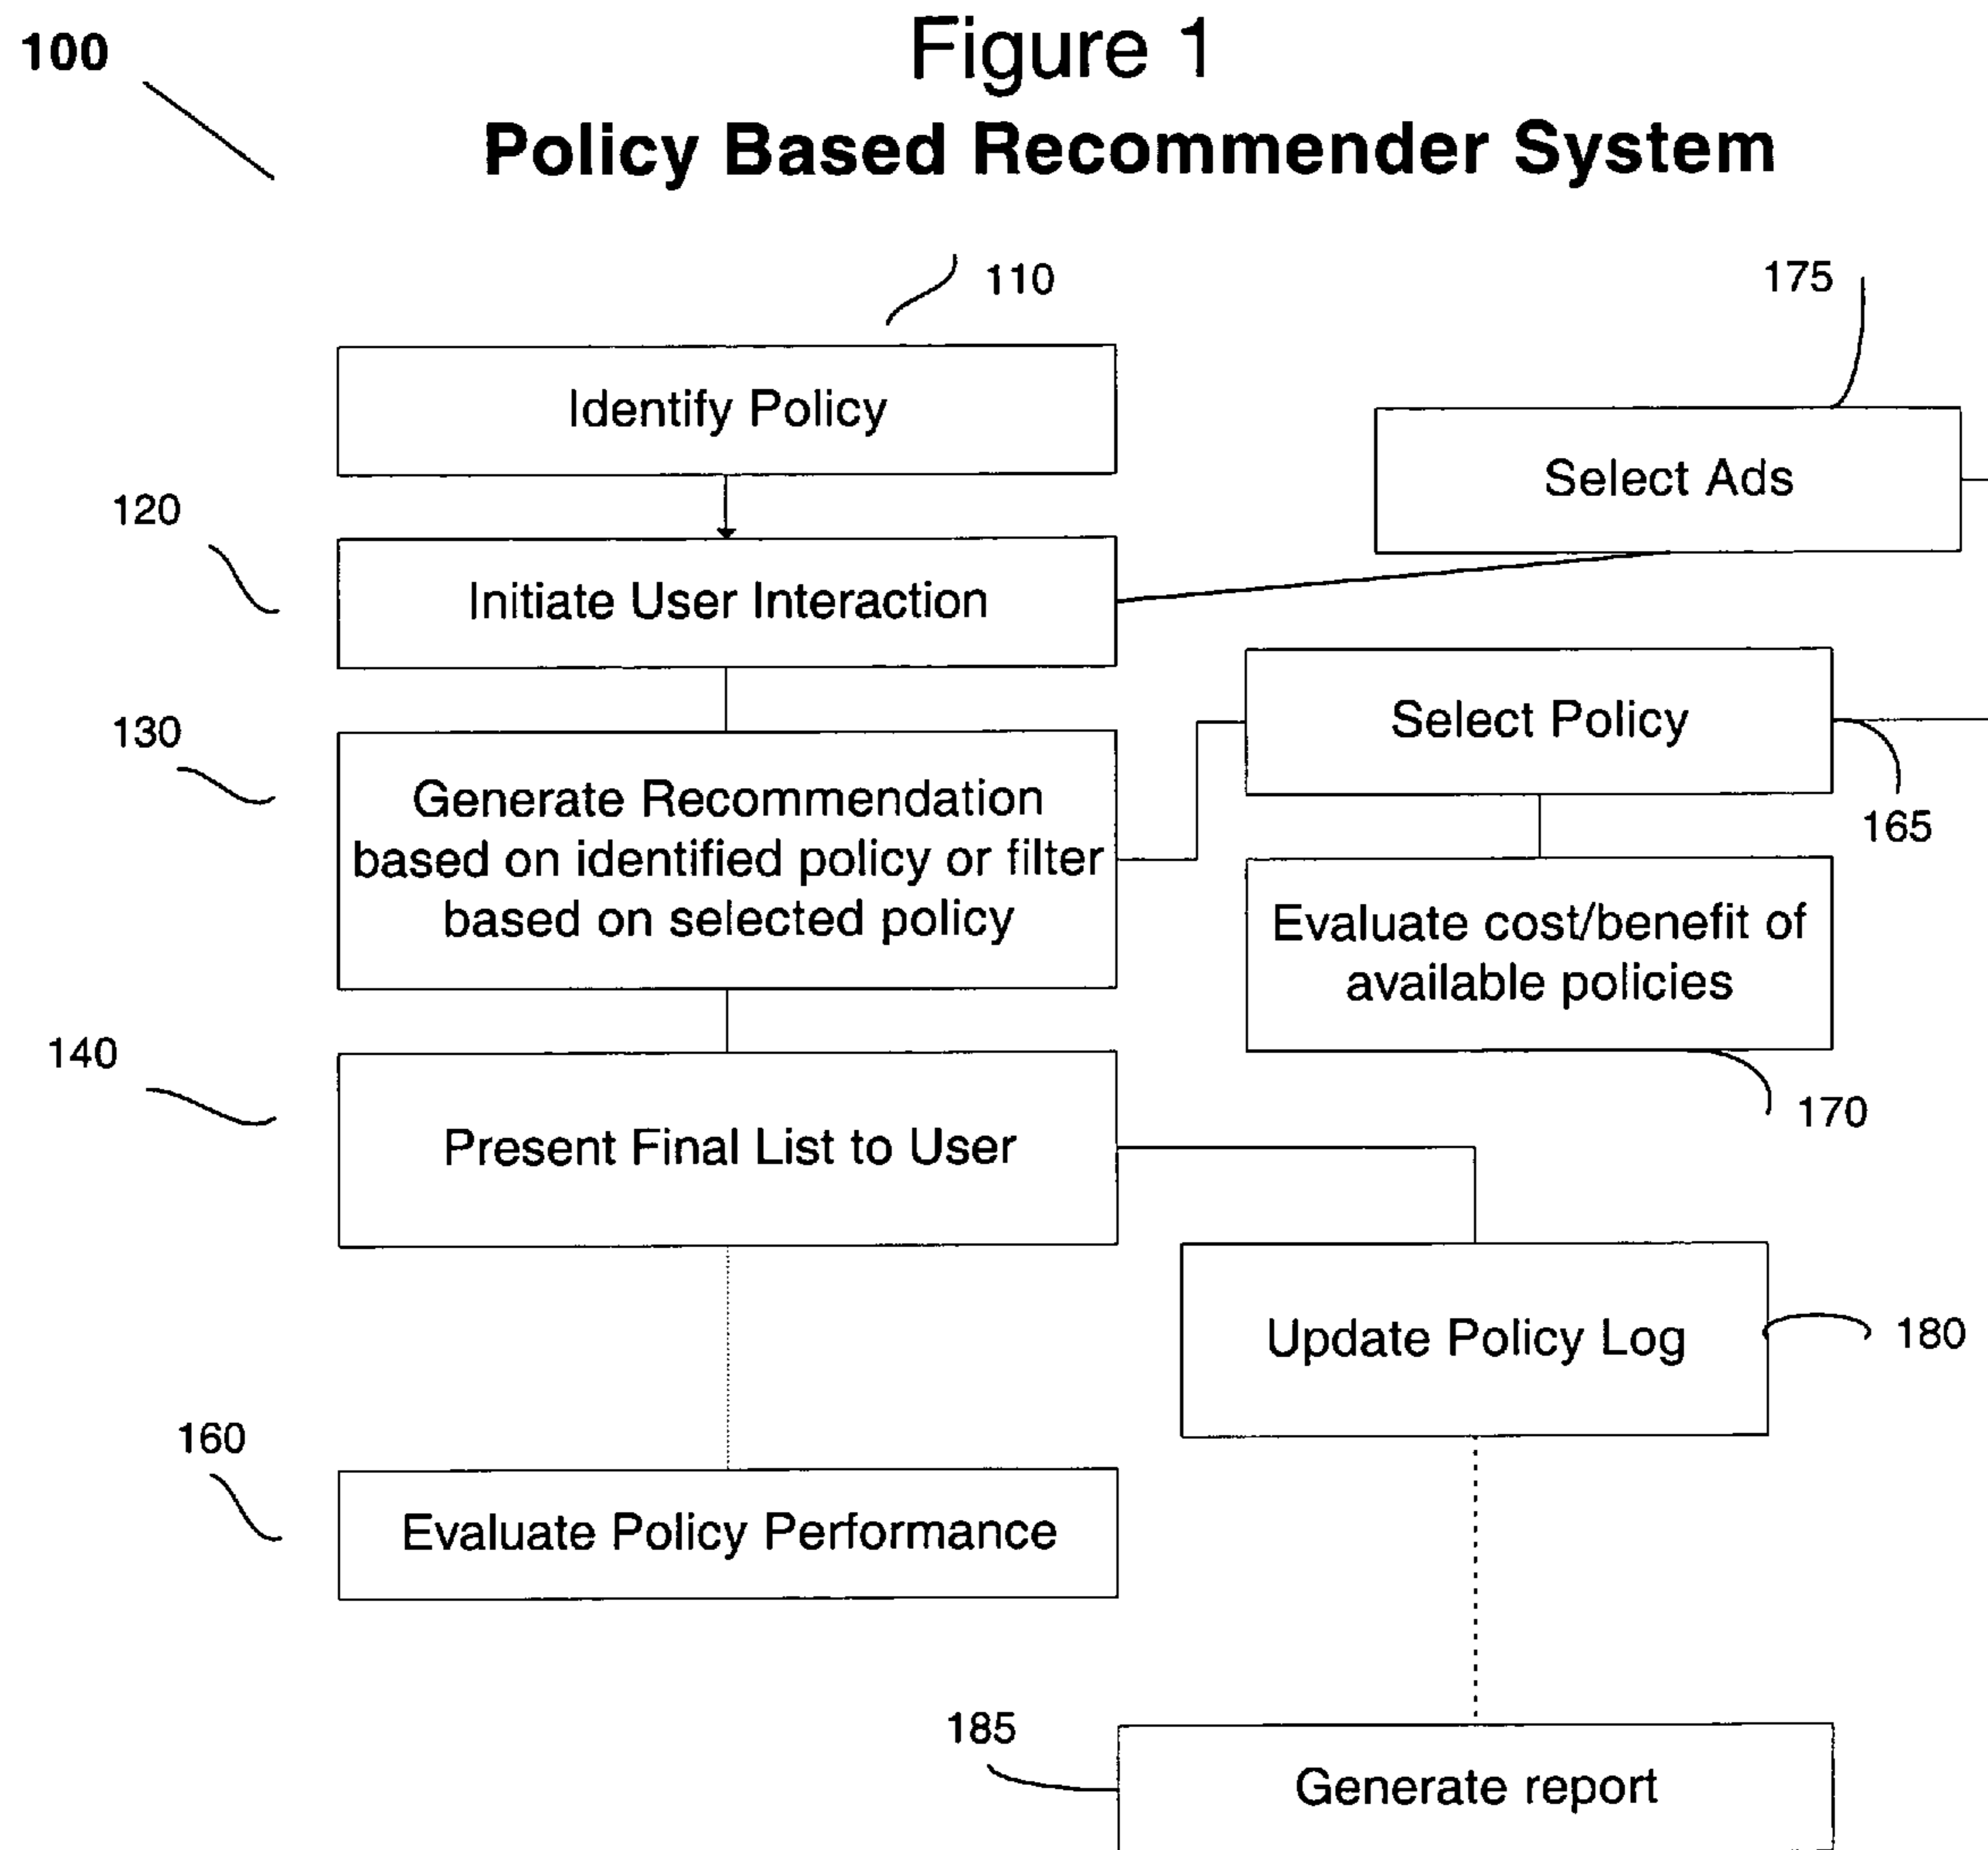 100
Figure 1
Policy Based Recommender System
110
175
Identify Policy
Select Ads
120
Initiate User Interaction
130
Select Policy
165
Generate Recommendation
based on identified policy or filter
based on selected policy
Evaluate cost/benefit of
available policies
170
140
Present Final List to User
Update Policy Log
180
160
Evaluate Policy Performance
185
Generate report